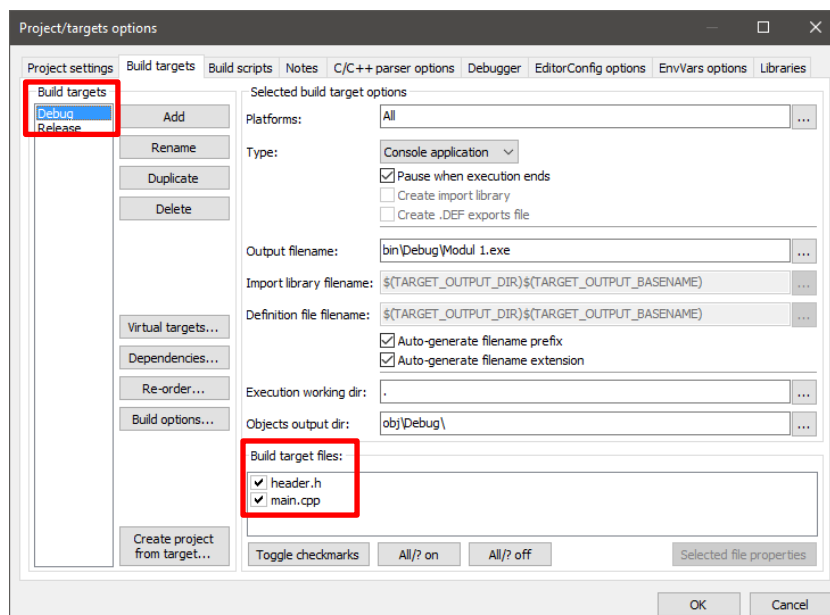 Project/targets options
Project settings Build targets Build scripts Notes C/C++ parser options Debugger EditorConfig options EnvVars options Libraries
Build targets
Debug
Release
Add
Rename
Duplicate
Delete
Virtual targets...
Dependencies...
Re-order...
Build options...
Create project
from target...
Selected build target options
Platforms: All ...
Type: Console application
Pause when execution ends
Create import library
Create .DEF exports file
Output filename: bin\Debug\Modul 1.exe ...
Import library filename: $(TARGET_OUTPUT_DIR)$(TARGET_OUTPUT_BASENAME) ...
Definition file filename: $(TARGET_OUTPUT_DIR)$(TARGET_OUTPUT_BASENAME) ...
Auto-generate filename prefix
Auto-generate filename extension
Execution working dir: . ...
Objects output dir: obj\Debug\ ...
Build target files:
header.h
main.cpp
Toggle checkmarks All/? on All/? off Selected file properties
OK Cancel